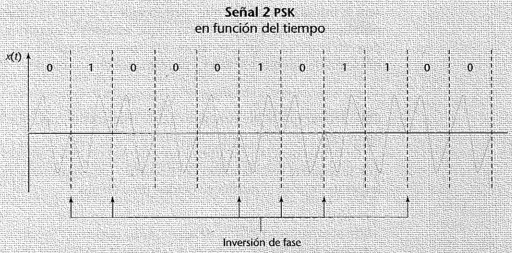 Señal 2 PSK
en función del tiempo
x(t)
0 1 0 0 0 1 0 1 1 0 0
Inversión de fase